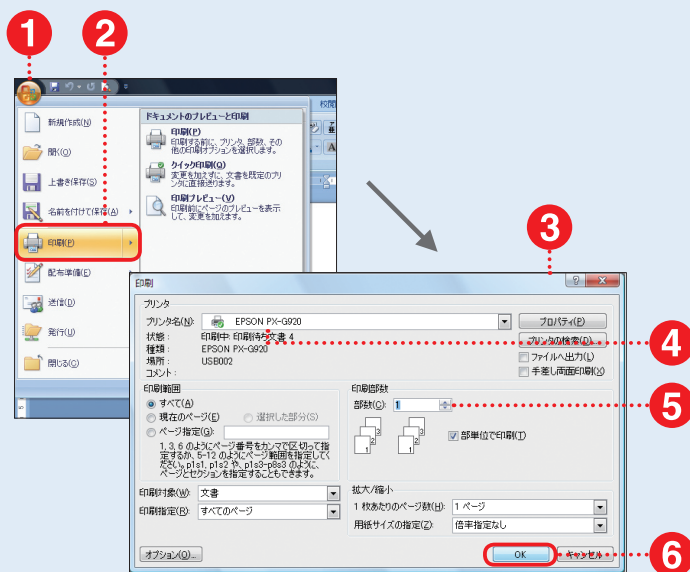 1
2
校閲
新規作成(N)
開く(O)
上書き保存(S)
名前を付けて保存(A)
印刷(P)
配布準備(E)
送信(D)
発行(U)
閉じる(C)
ドキュメントのプレビューと印刷
印刷(P)
印刷する前に、プリンタ、部数、その
他の印刷オプションを選択します。
クイック印刷(Q)
変更を加えずに、文書を既定のプリ
ンタに直接送ります。
印刷プレビュー(V)
印刷前にページのプレビューを表示
して、変更を加えます。
3
印刷
プリンタ
プリンタ名(N): EPSON PX-G920 プロパティ(P)
状態: 印刷中: 印刷待ち文書 4 プリンタの検索(D)...
4
種類: EPSON PX-G920 ファイルへ出力(L)
場所: USB002 手差し両面印刷(X)
コメント:
印刷範囲
すべて(A)
現在のページ(E) 選択した部分(S)
ページ指定(G):
1,3,6 のようにページ番号をカンマで区切って指
定するか、5-12 のようにページ範囲を指定してく
ださい。p1s1, p1s2 や、p1s3-p8s3 のように、
ページとセクションを指定することもできます。
印刷部数
部数(C): 1
5
1 2 3 1 2 3 部単位で印刷(T)
印刷対象(W): 文書
印刷指定(R): すべてのページ
拡大/縮小
1 枚あたりのページ数(H): 1 ページ
用紙サイズの指定(Z): 倍率指定なし
オプション(O)... OK キャンセル
6